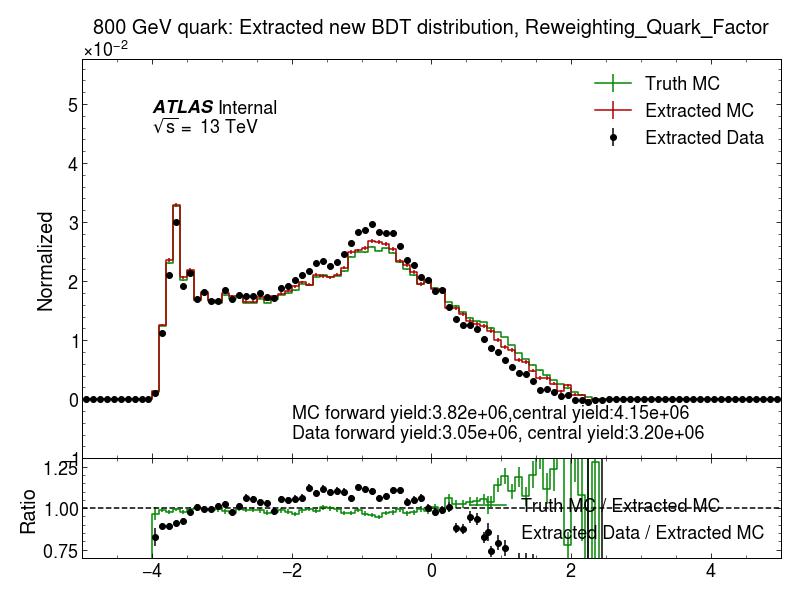 800 GeV quark: Extracted new BDT distribution, Reweighting_Quark_Factor
×10−2
ATLAS Internal
√s = 13 TeV
Truth MC
Extracted MC
Extracted Data
Normalized
5
4
3
2
1
0
MC forward yield:3.82e+06,central yield:4.15e+06
Data forward yield:3.05e+06, central yield:3.20e+06
Ratio
1.25
1.00
0.75
Truth MC / Extracted MC
Extracted Data / Extracted MC
−4
−2
0
2
4